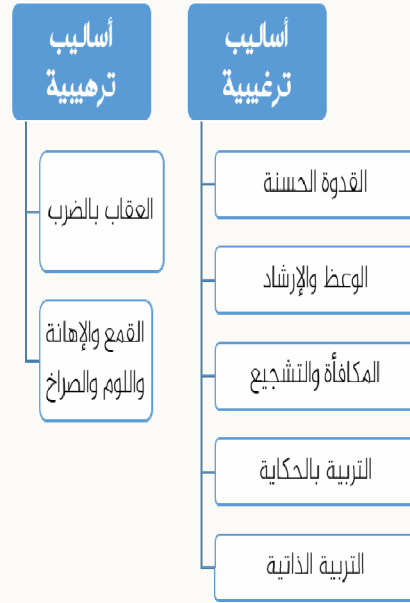 أساليب
ترغيبية
القدوة الحسنة
الوعظ والإرشاد
المكافأة والتشجيع
التربية بالحكاية
التربية الذاتية
أساليب
ترهيبية
العقاب بالضرب
القمع والإهانة
واللوم والصراخ